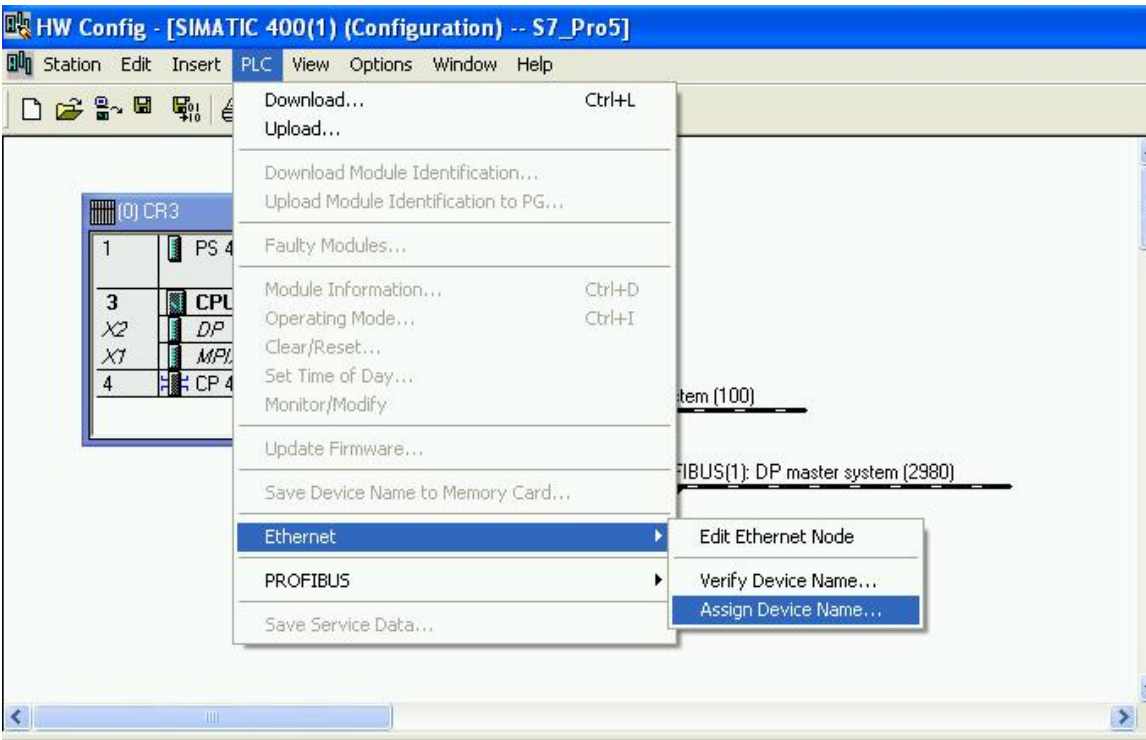 HW Config - [SIMATIC 400(1) (Configuration) -- S7_Pro5]
Station Edit Insert PLC View Options Window Help
Download... Ctrl+L
Upload...
Download Module Identification...
Upload Module Identification to PG...
Faulty Modules...
Module Information... Ctrl+D
Operating Mode... Ctrl+I
Clear/Reset...
Set Time of Day...
Monitor/Modify
Update Firmware...
Save Device Name to Memory Card...
Ethernet
PROFIBUS
Save Service Data...
Edit Ethernet Node
Verify Device Name...
Assign Device Name...
(0) CR3
1 PS 4
3 CPU
X2 DP
X1 MPI
4 CP 4
tem (100)
FIBUS(1): DP master system (2980)